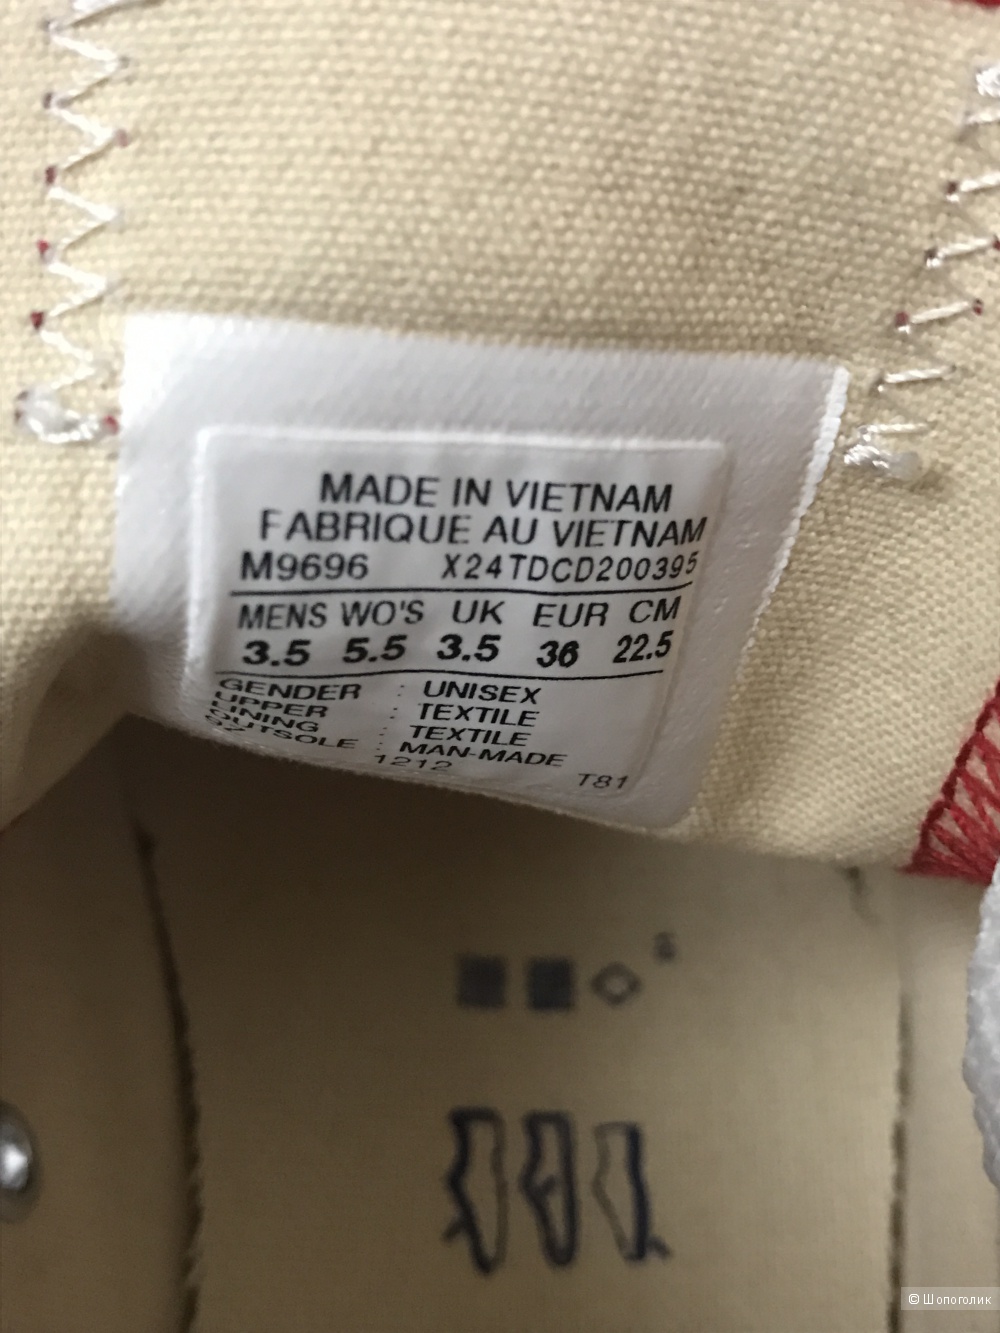 MADE IN VIETNAM
FABRIQUE AU VIETNAM
M9696 X24TDCD200395
MENS WO'S UK EUR CM
3.5 5.5 3.5 36 22.5
GENDER : UNISEX
UPPER : TEXTILE
LINING : TEXTILE
OUTSOLE : MAN-MADE
1212 T81
© Шопоголик